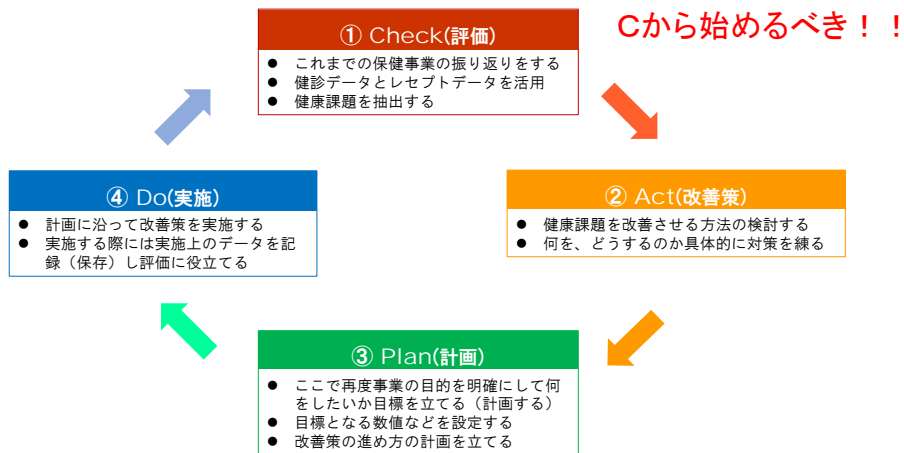 Cから始めるべき！！
① Check(評価)
● これまでの保健事業の振り返りをする
● 健診データとレセプトデータを活用
● 健康課題を抽出する
④ Do(実施)
● 計画に沿って改善策を実施する
● 実施する際には実施上のデータを記
録（保存）し評価に役立てる
② Act(改善策)
● 健康課題を改善させる方法の検討する
● 何を、どうするのか具体的に対策を練る
③ Plan(計画)
● ここで再度事業の目的を明確にして何
をしたいか目標を立てる（計画する）
● 目標となる数値などを設定する
● 改善策の進め方の計画を立てる